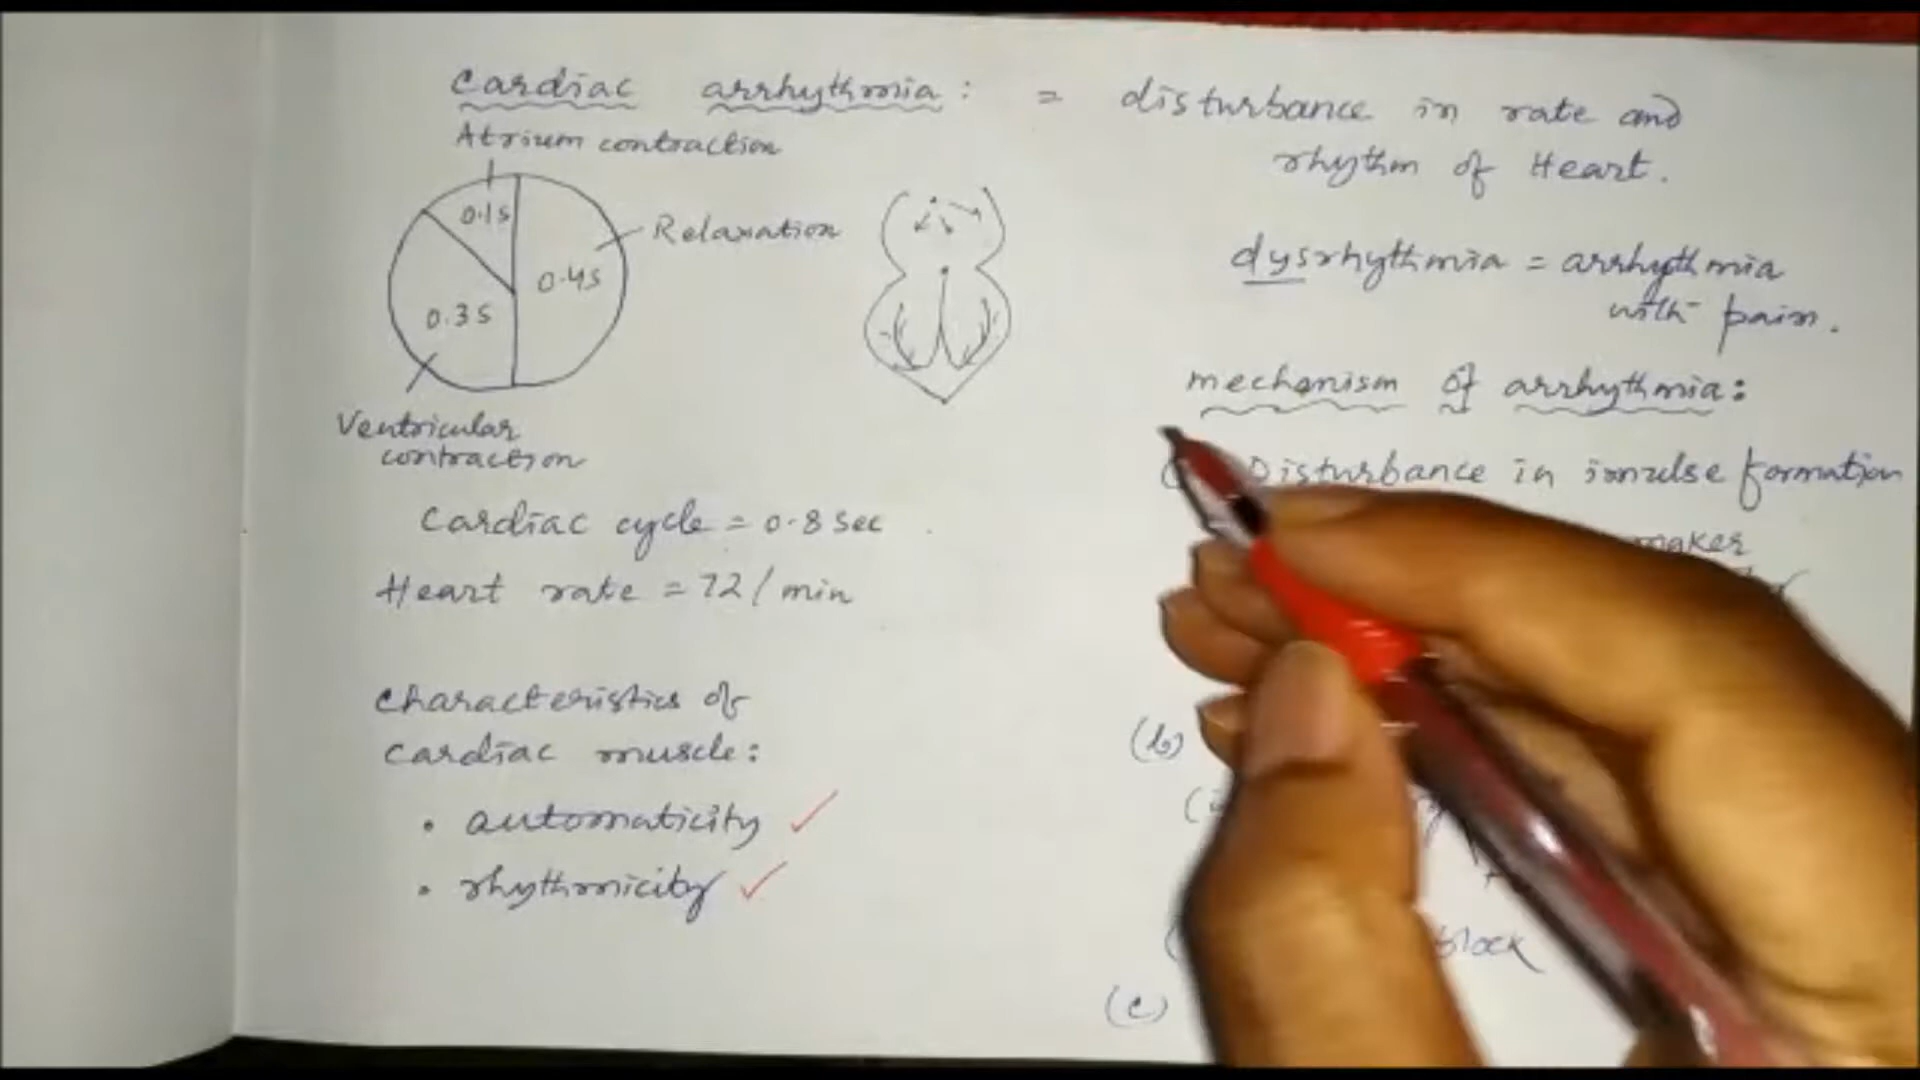 Cardiac arrhythmia: = disturbance in rate and
rhythm of Heart.
Atrium contraction
0.1s
Relaxation
0.4s
0.3s
Ventricular
contraction
Cardiac cycle = 0.8 sec
Heart rate = 72/min
characteristics of
cardiac muscle:
• automaticity ✓
• rhythmicity ✓
dysrhythmia = arrhythmia
with pain.
mechanism of arrhythmia:
Disturbance in impulse formation
maker
(b)
block
(c)